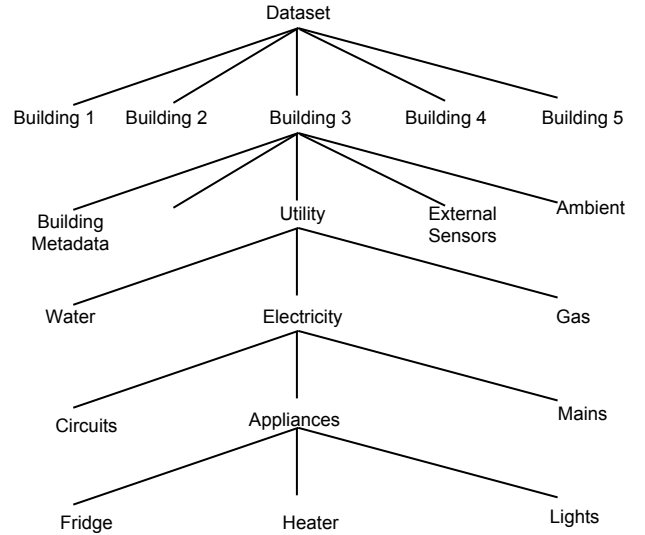 Dataset
Building 1
Building 2
Building 3
Building 4
Building 5
Building
Metadata
Utility
External
Sensors
Ambient
Water
Electricity
Gas
Circuits
Appliances
Mains
Fridge
Heater
Lights